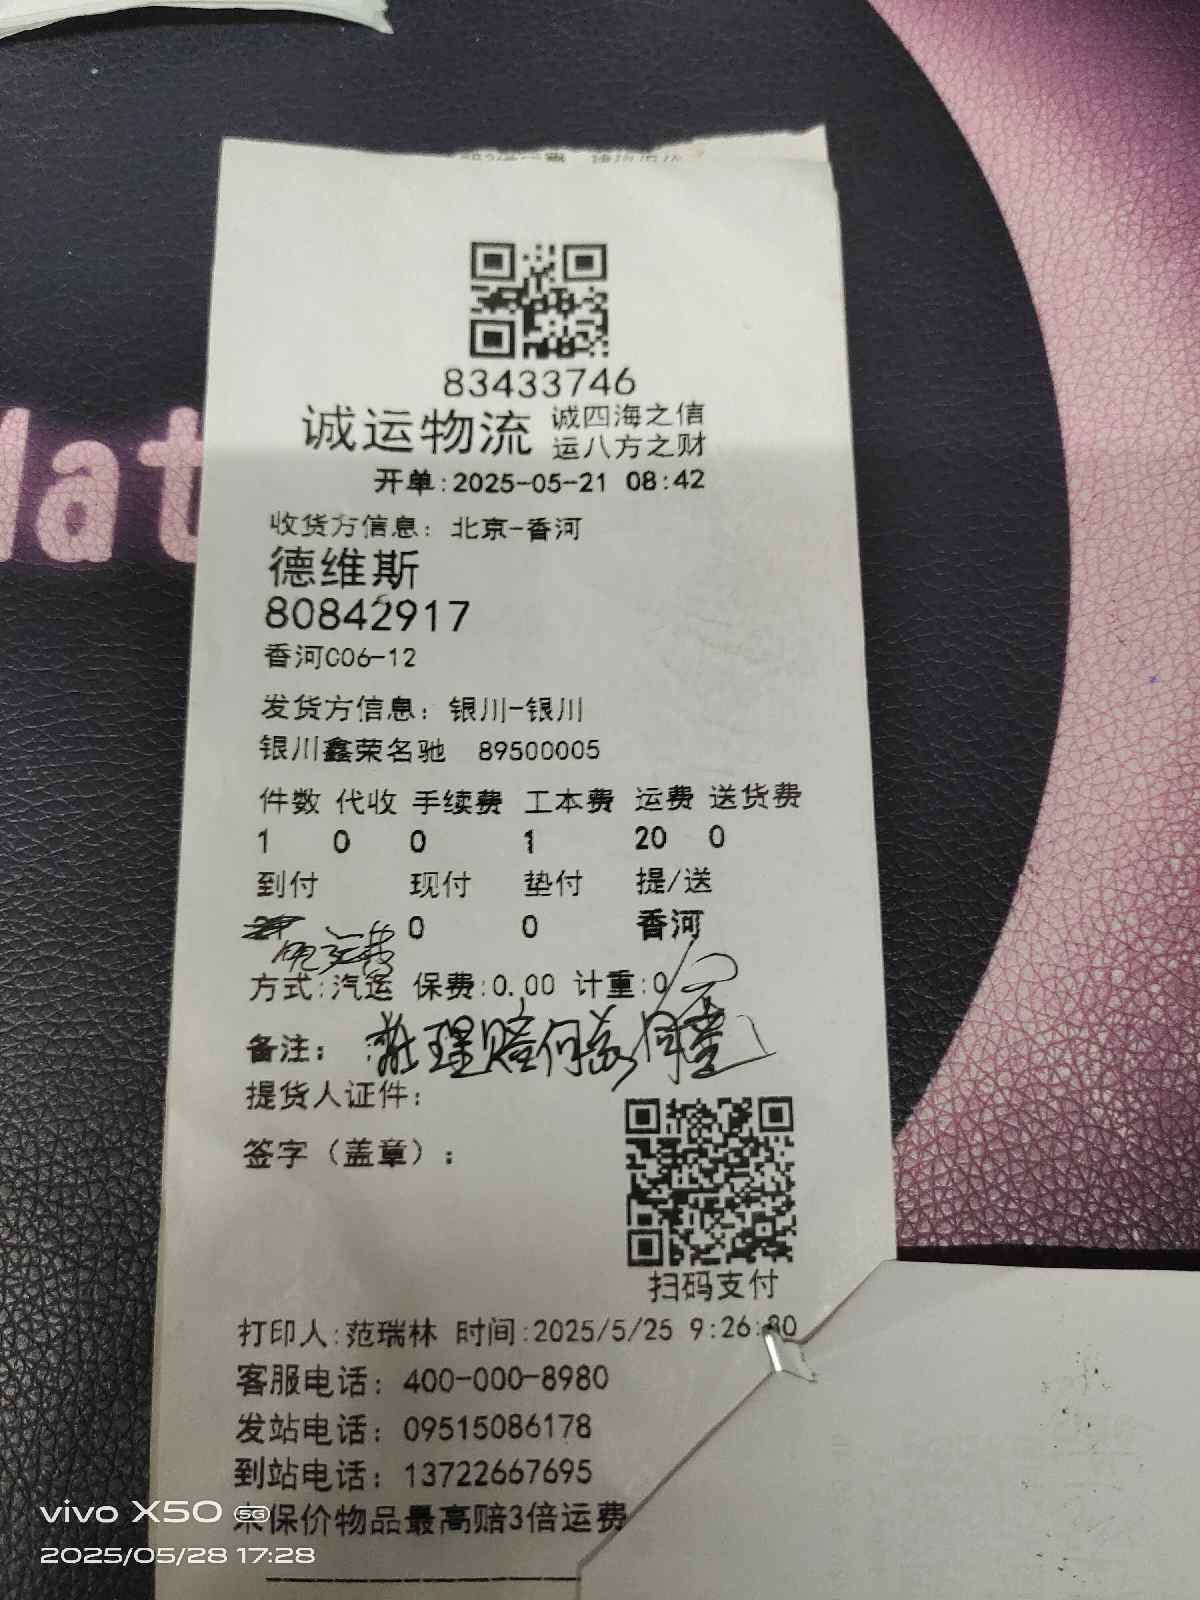 83433746
诚运物流 诚四海之信
运八方之财
开单:2025-05-21 08:42
收货方信息: 北京-香河
德维斯
80842917
香河C06-12
发货方信息: 银川-银川
银川鑫荣名驰 89500005
件数 代收 手续费 工本费 运费 送货费
1 0 0 1 20 0
到付 现付 垫付 提/送
0 0 香河
运费
方式:汽运 保费:0.00 计重:0
备注: 理赔
提货人证件:
签字(盖章):
扫码支付
打印人:范瑞林 时间:2025/5/25 9:26:30
客服电话: 400-000-8980
发站电话: 09515086178
到站电话: 13722667695
未保价物品最高赔3倍运费
lat
vivo X50 5G
2025/05/28 17:28